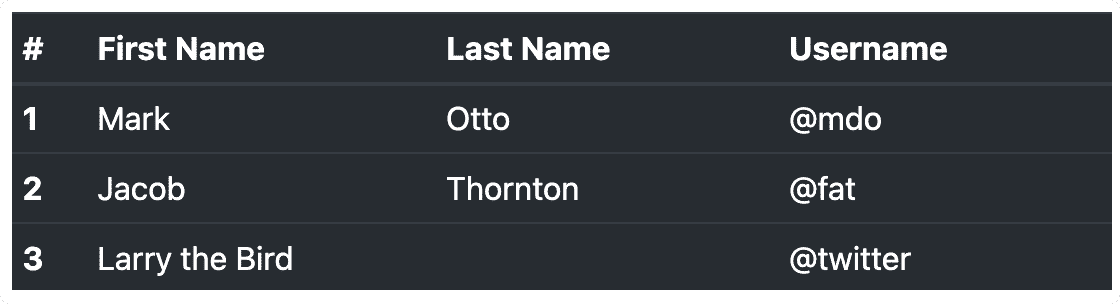 # First Name Last Name Username
1 Mark Otto @mdo
2 Jacob Thornton @fat
3 Larry the Bird @twitter